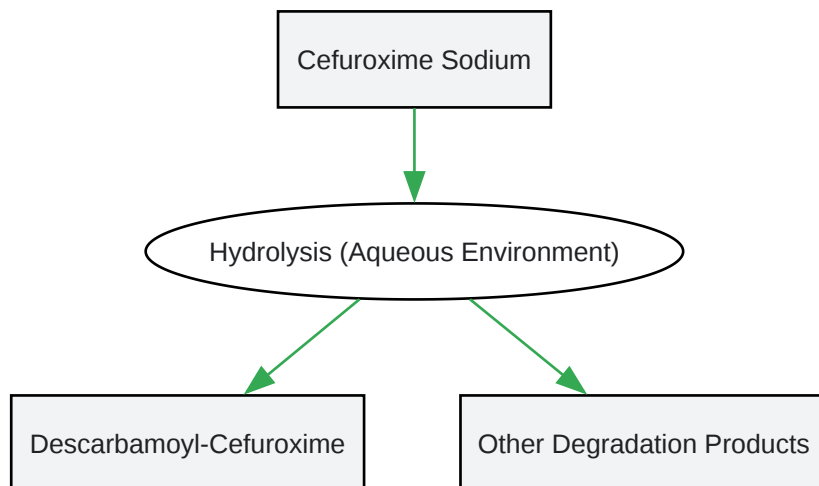 Cefuroxime Sodium
Hydrolysis (Aqueous Environment)
Descarbamoyl-Cefuroxime
Other Degradation Products